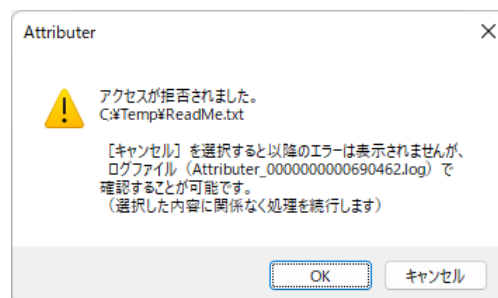 Attributer
アクセスが拒否されました。
C:¥Temp¥ReadMe.txt
［キャンセル］を選択すると以降のエラーは表示されませんが、
ログファイル（Attributer_0000000000690462.log）で
確認することが可能です。
（選択した内容に関係なく処理を続行します）
OK
キャンセル